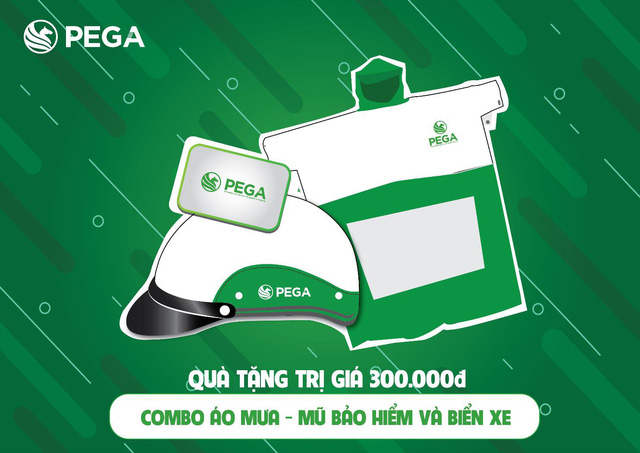 PEGA
PEGA
PEGA
PEGA
QUÀ TẶNG TRỊ GIÁ 300.000đ
COMBO ÁO MƯA - MŨ BẢO HIỂM VÀ BIỂN XE